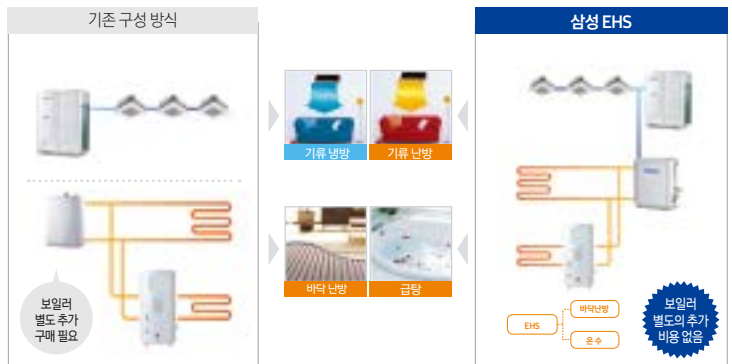 기존 구성 방식
삼성 EHS
기류 냉방
기류 난방
바닥 난방
급탕
보일러
별도 추가
구매 필요
EHS
바닥난방
온 수
보일러
별도의 추가
비용 없음